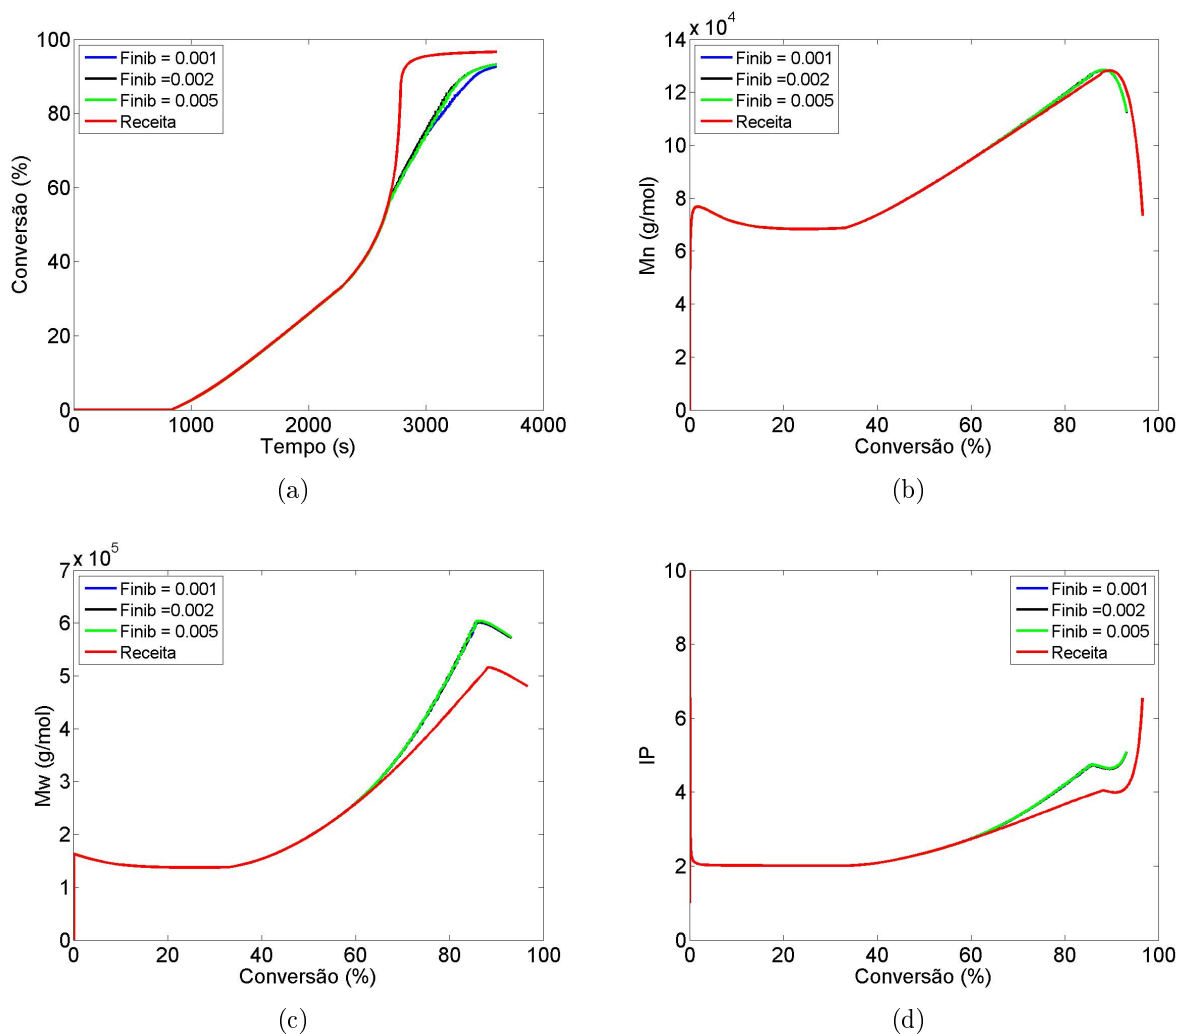 100
80
60
40
20
0
Conversão (%)
0
1000
2000
3000
4000
Tempo (s)
Finib = 0.001
Finib =0.002
Finib = 0.005
Receita
(a)
14 x 10^4
12
10
8
6
4
2
0
Mn (g/mol)
0
20
40
60
80
100
Conversão (%)
Finib = 0.001
Finib =0.002
Finib = 0.005
Receita
(b)
7 x 10^5
6
5
4
3
2
1
0
Mw (g/mol)
0
20
40
60
80
100
Conversão (%)
Finib = 0.001
Finib =0.002
Finib = 0.005
Receita
(c)
10
8
6
4
2
0
IP
0
20
40
60
80
100
Conversão (%)
Finib = 0.001
Finib =0.002
Finib = 0.005
Receita
(d)